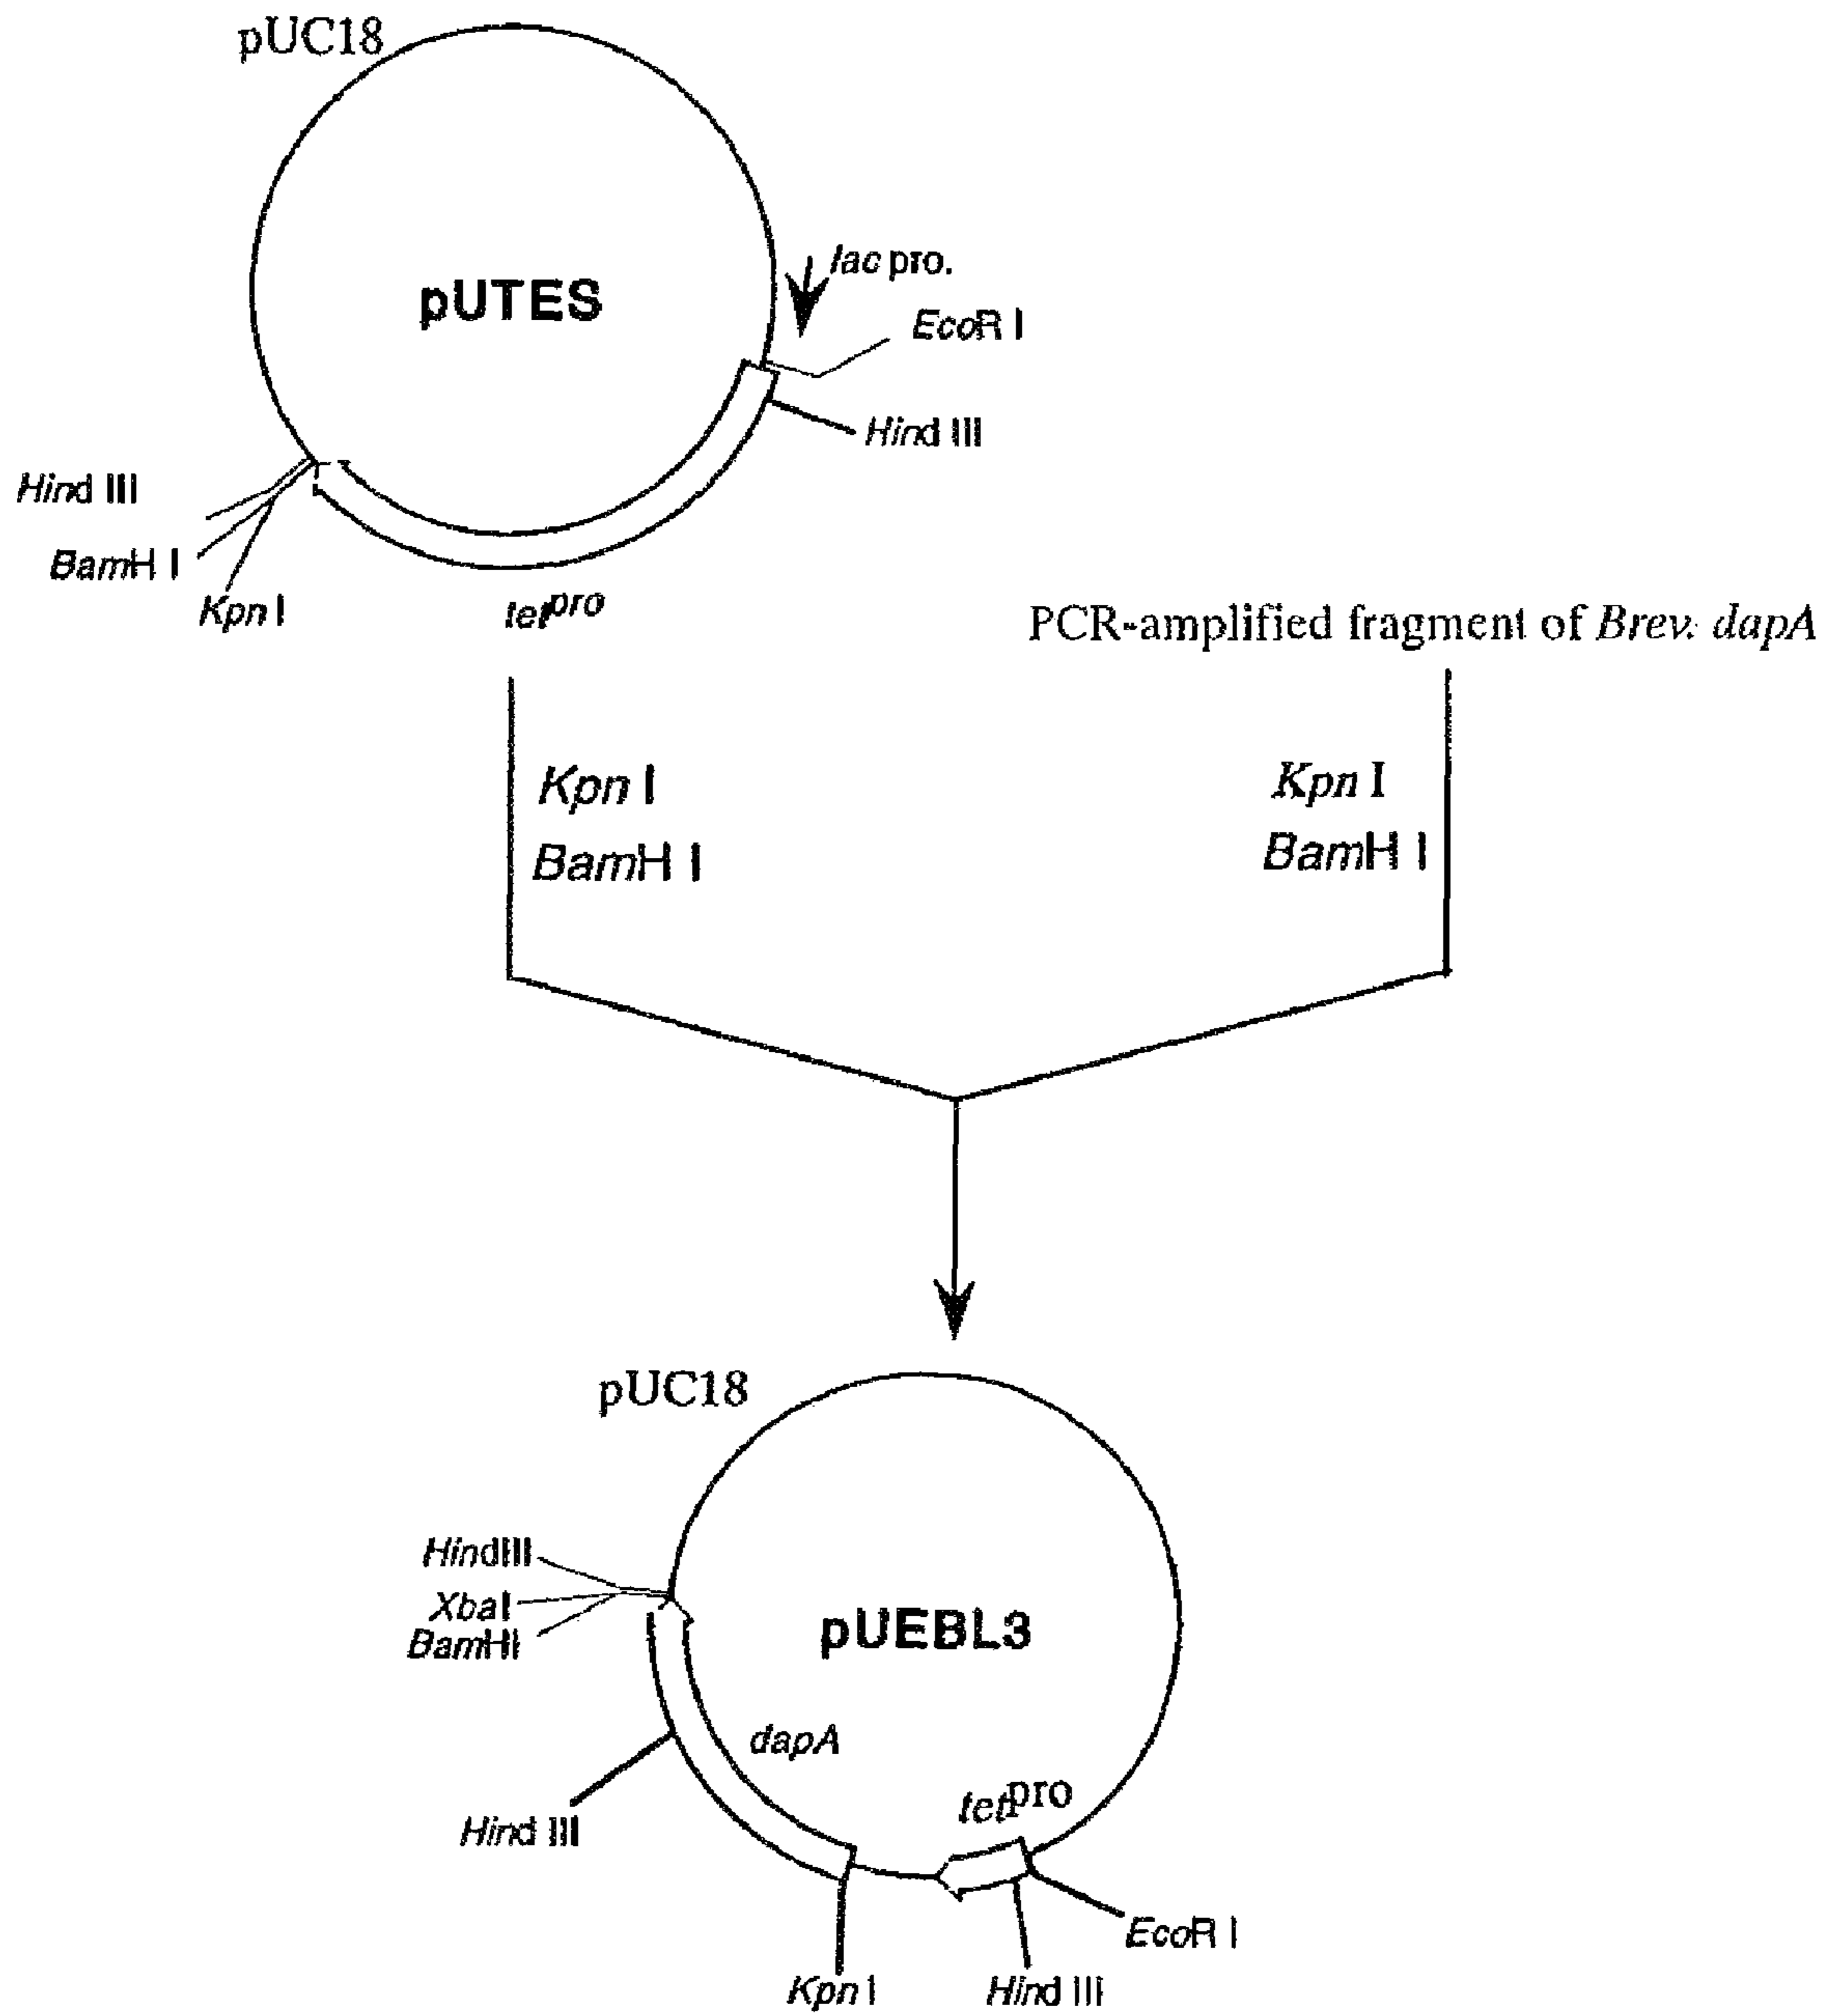 pUC18
pUTES
lac pro.
EcoR I
Hind III
Hind III
BamH I
Kpn I
tetpro
PCR-amplified fragment of Brev. dapA
Kpn I
BamH I
Kpn I
BamH I
pUC18
HindIII
XbaI
BamHI
pUEBL3
dapA
tetpro
Hind III
EcoR I
Kpn I
Hind III